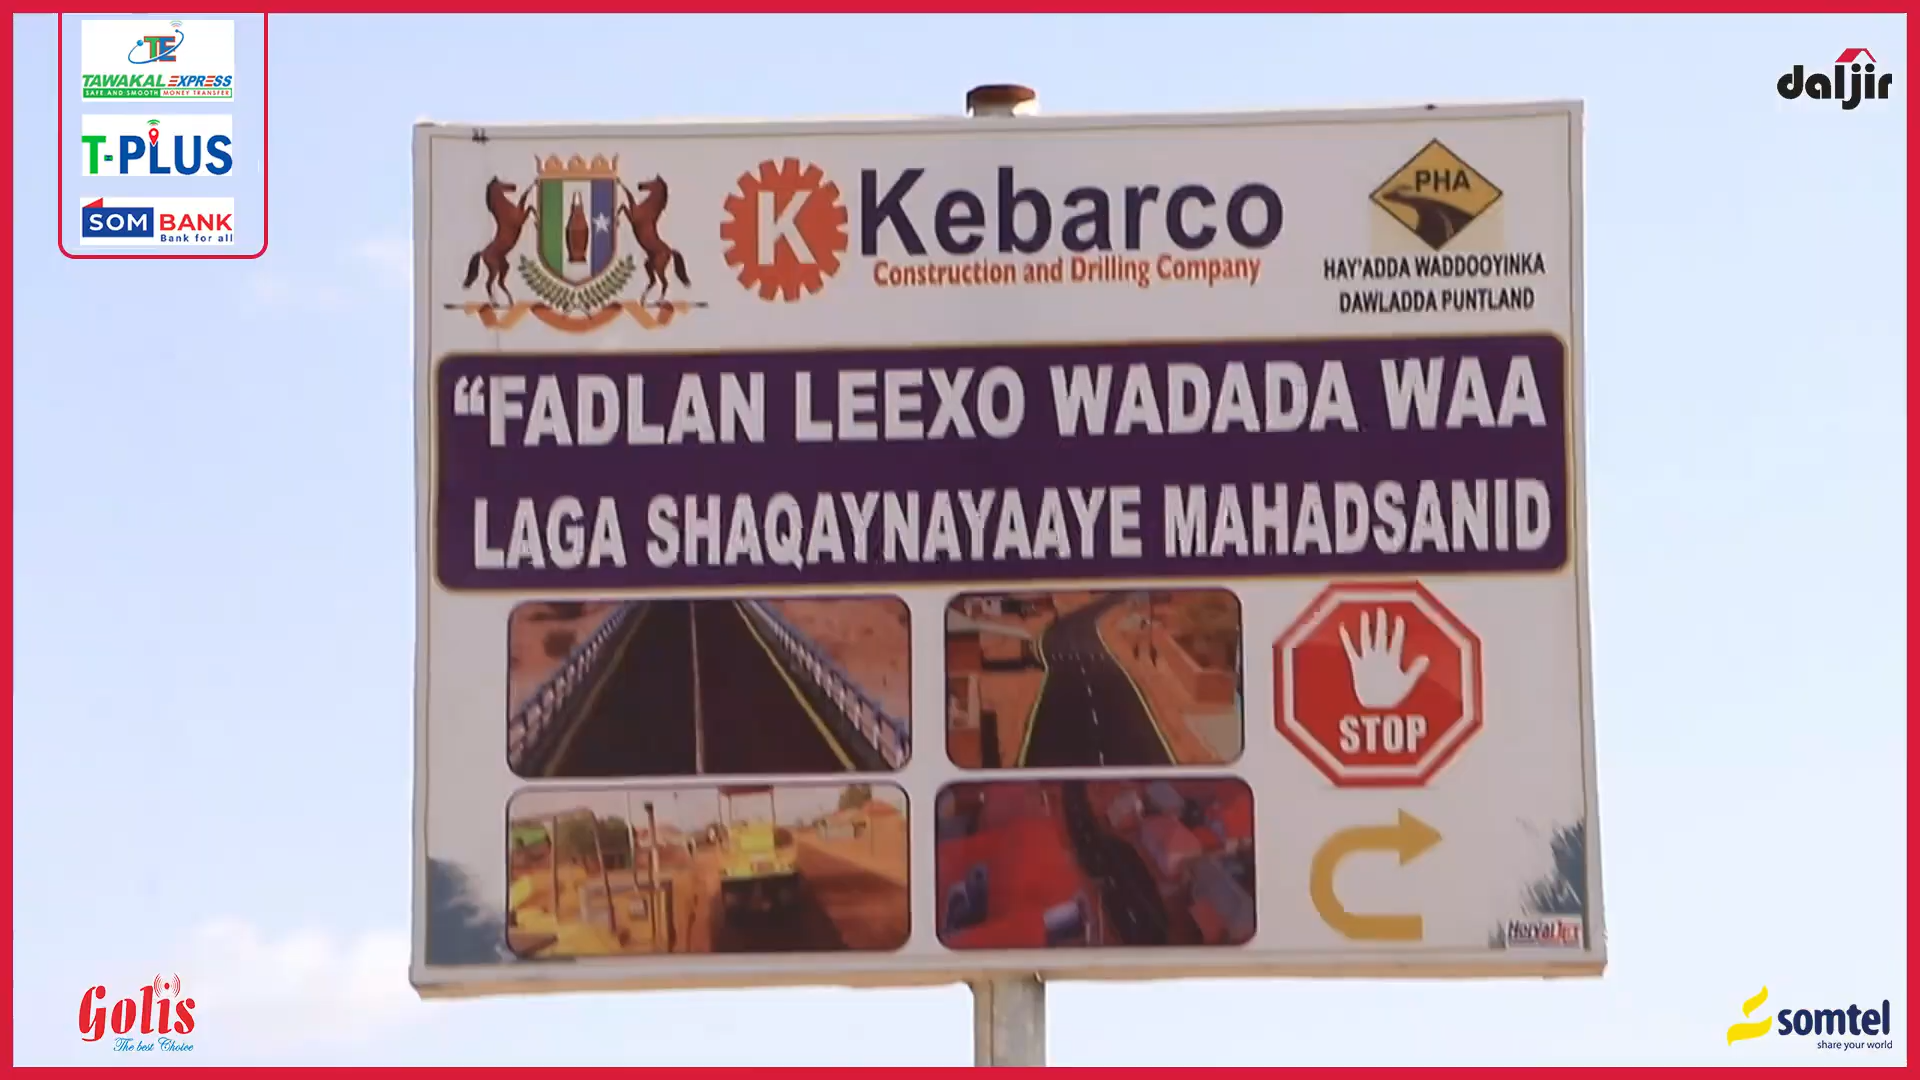 TE
TAWAKAL EXPRESS
SAFE AND SMOOTH MONEY TRANSFER
T-PLUS
SOM BANK
Bank for all
daljir
K Kebarco
Construction and Drilling Company
PHA
HAY'ADDA WADDOOYINKA
DAWLADDA PUNTLAND
“FADLAN LEEXO WADADA WAA
LAGA SHAQAYNAYAAYE MAHADSANID
STOP
Golis
The best Choice
somtel
share your world